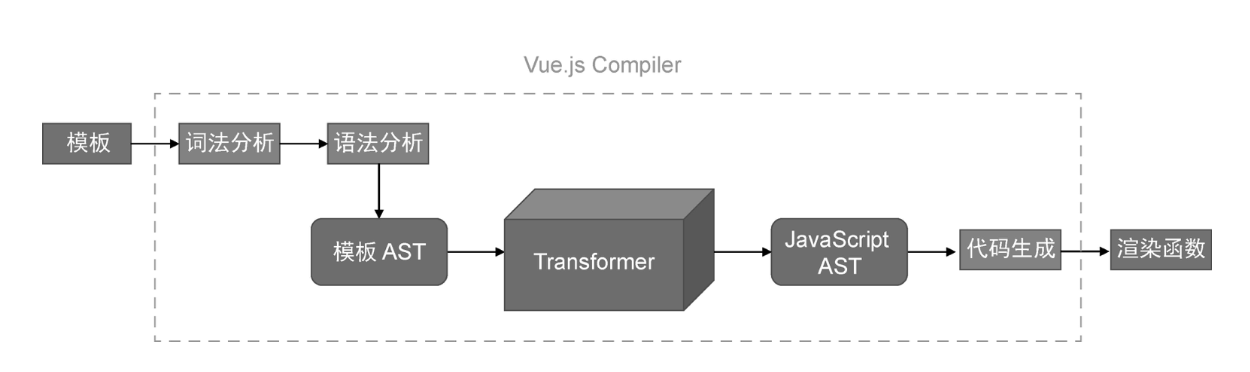 Vue.js Compiler
模板
词法分析
语法分析
模板 AST
Transformer
JavaScript
AST
代码生成
渲染函数